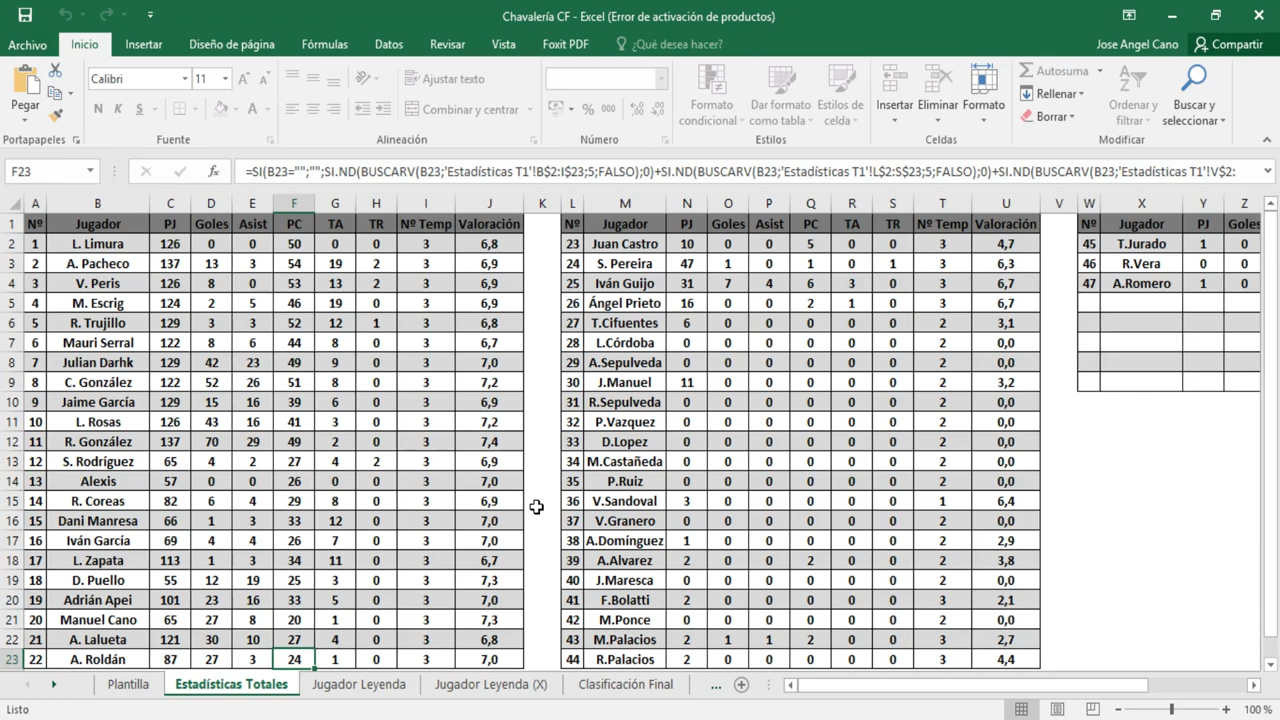 Chavalería CF - Excel (Error de activación de productos)
Archivo Inicio Insertar Diseño de página Fórmulas Datos Revisar Vista Foxit PDF ¿Qué desea hacer? Jose Angel Cano Compartir
Calibri 11 Ajustar texto Autosuma
Pegar N K S A Combinar y centrar % 000 Formato condicional Dar formato como tabla Estilos de celda Insertar Eliminar Formato Rellenar Ordenar y filtrar Buscar y seleccionar
Borrar
Portapapeles Fuente Alineación Número Estilos Celdas Modificar
F23 fx =SI(B23="";"";SI.ND(BUSCARV(B23;'Estadísticas T1'!B$2:I$23;5;FALSO);0)+SI.ND(BUSCARV(B23;'Estadísticas T1'!L$2:S$23;5;FALSO);0)+SI.ND(BUSCARV(B23;'Estadísticas T1'!V$2:
A B C D E F G H I J K L M N O P Q R S T U V W X Y Z
1 Nº Jugador PJ Goles Asist PC TA TR Nº Temp Valoración Nº Jugador PJ Goles Asist PC TA TR Nº Temp Valoración Nº Jugador PJ Goles
2 1 L. Limura 126 0 0 50 0 0 3 6,8 23 Juan Castro 10 0 0 5 0 0 3 4,7 45 T.Jurado 1 0
3 2 A. Pacheco 137 13 3 54 19 2 3 6,9 24 S. Pereira 47 1 0 1 0 1 3 6,3 46 R.Vera 0 0
4 3 V. Peris 126 8 0 53 13 2 3 6,9 25 Iván Guijo 31 7 4 6 3 0 3 6,7 47 A.Romero 1 0
5 4 M. Escrig 124 2 5 46 19 0 3 6,9 26 Ángel Prieto 16 0 0 2 1 0 3 6,7
6 5 R. Trujillo 129 3 3 52 12 1 3 6,8 27 T.Cifuentes 6 0 0 0 0 0 2 3,1
7 6 Mauri Serral 122 8 6 44 8 0 3 6,7 28 L.Córdoba 0 0 0 0 0 0 2 0,0
8 7 Julian Darhk 129 42 23 49 9 0 3 7,0 29 A.Sepulveda 0 0 0 0 0 0 2 0,0
9 8 C. González 122 52 26 51 8 0 3 7,2 30 J.Manuel 11 0 0 0 0 0 2 3,2
10 9 Jaime García 129 15 16 39 6 0 3 7,0 31 R.Sepulveda 0 0 0 0 0 0 2 0,0
11 10 L. Rosas 126 43 16 41 3 0 3 7,2 32 P.Vazquez 0 0 0 0 0 0 2 0,0
12 11 R. González 137 70 29 49 2 0 3 7,4 33 D.Lopez 0 0 0 0 0 0 2 0,0
13 12 S. Rodríguez 65 4 2 27 4 2 3 6,9 34 M.Castañeda 0 0 0 0 0 0 2 0,0
14 13 Alexis 57 0 0 26 0 0 3 7,0 35 P.Ruiz 0 0 0 0 0 0 2 0,0
15 14 R. Coreas 82 6 4 29 8 0 3 6,9 36 V.Sandoval 3 0 0 0 0 0 1 6,4
16 15 Dani Manresa 66 1 3 33 12 0 3 7,0 37 V.Granero 0 0 0 0 0 0 2 0,0
17 16 Iván García 69 4 4 26 7 0 3 7,0 38 A.Domínguez 1 0 0 0 0 0 2 2,9
18 17 L. Zapata 113 1 3 34 11 0 3 6,7 39 A.Alvarez 2 0 0 2 0 0 2 3,8
19 18 D. Puello 55 12 19 25 3 0 3 7,3 40 J.Maresca 0 0 0 0 0 0 2 0,0
20 19 Adrián Apei 101 23 16 33 5 0 3 7,0 41 F.Bolatti 2 0 0 0 0 0 3 2,1
21 20 Manuel Cano 65 27 8 20 1 0 3 7,3 42 M.Ponce 0 0 0 0 0 0 2 0,0
22 21 A. Lalueta 121 30 10 27 4 0 3 6,8 43 M.Palacios 2 1 1 2 0 0 3 2,7
23 22 A. Roldán 87 27 3 24 1 0 3 7,0 44 R.Palacios 2 0 0 0 0 0 3 4,4
Plantilla Estadísticas Totales Jugador Leyenda Jugador Leyenda (X) Clasificación Final ...
Listo 100 %